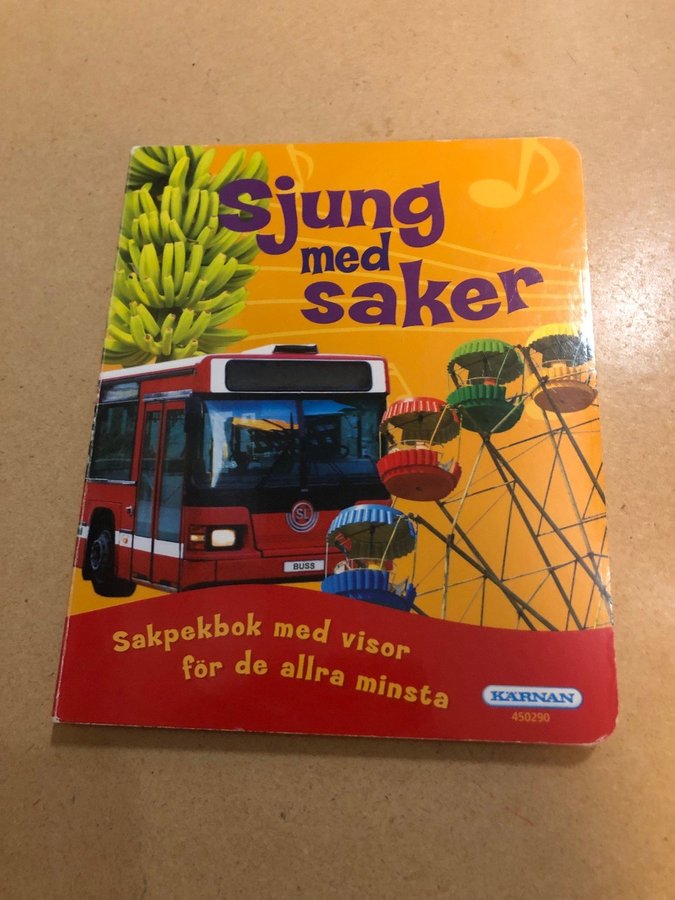 Sjung
med
saker
SL
BUSS
Sakpekbok med visor
för de allra minsta
KÄRNAN
450290